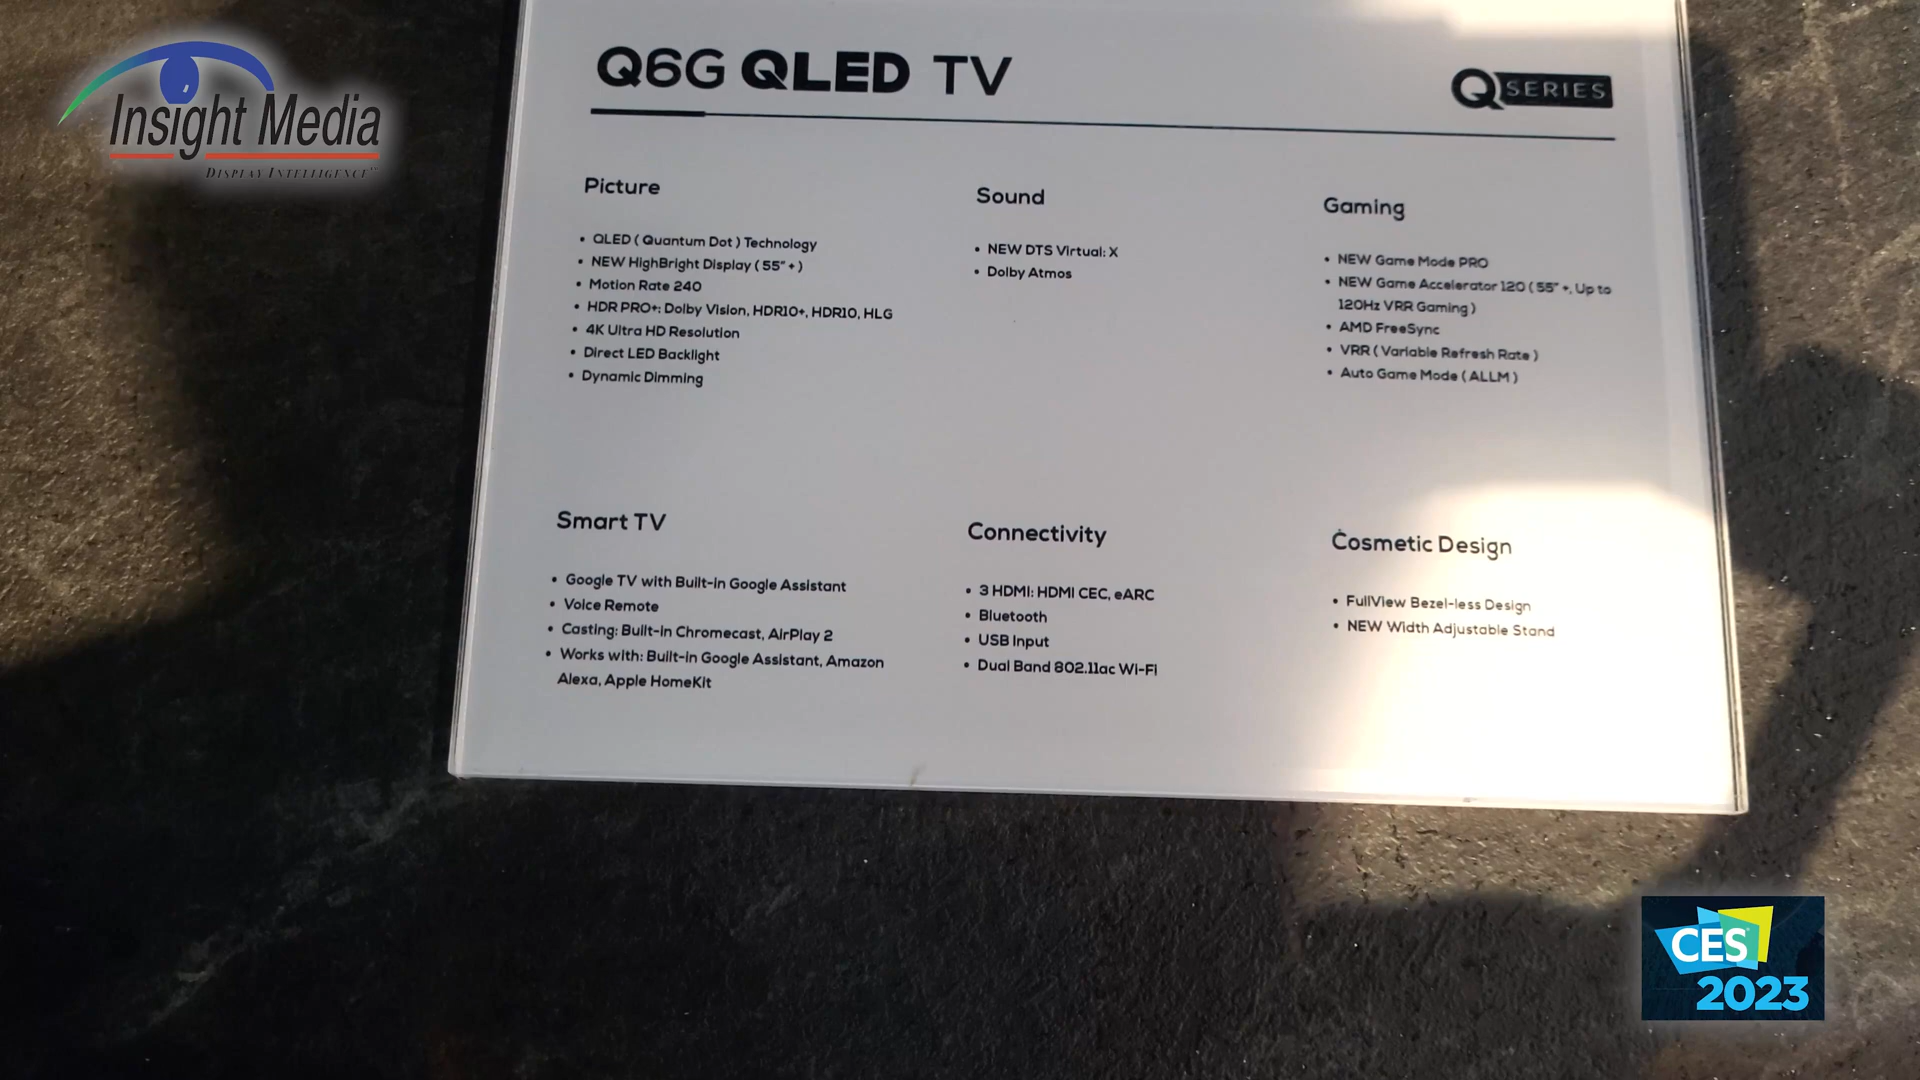 Insight Media
DISPLAY INTELLIGENCE
Q6G QLED TV
Q SERIES
Picture
• QLED ( Quantum Dot ) Technology
• NEW HighBright Display ( 55" + )
• Motion Rate 240
• HDR PRO+: Dolby Vision, HDR10+, HDR10, HLG
• 4K Ultra HD Resolution
• Direct LED Backlight
• Dynamic Dimming
Sound
• NEW DTS Virtual: X
• Dolby Atmos
Gaming
• NEW Game Mode PRO
• NEW Game Accelerator 120 ( 55" +, Up to
120Hz VRR Gaming )
• AMD FreeSync
• VRR ( Variable Refresh Rate )
• Auto Game Mode ( ALLM )
Smart TV
• Google TV with Built-in Google Assistant
• Voice Remote
• Casting: Built-in Chromecast, AirPlay 2
• Works with: Built-in Google Assistant, Amazon
Alexa, Apple HomeKit
Connectivity
• 3 HDMI: HDMI CEC, eARC
• Bluetooth
• USB Input
• Dual Band 802.11ac Wi-Fi
Cosmetic Design
• FullView Bezel-less Design
• NEW Width Adjustable Stand
CES
2023